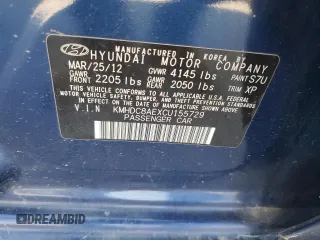 MANUFACTURED IN KOREA BY
HYUNDAI MOTOR COMPANY
MAR/25/12 GVWR 4145 lbs PAINT S7U
GAWR FRONT 2205 lbs GAWR REAR 2050 lbs TRIM XP
THIS VEHICLE CONFORMS TO ALL APPLICABLE
FEDERAL MOTOR VEHICLE SAFETY, BUMPER,
AND THEFT PREVENTION STANDARDS IN EFFECT
ON THE DATE OF MANUFACTURE SHOWN ABOVE.
V.I.N KMHDC8AEXCU155729
PASSENGER CAR
DREAMBID